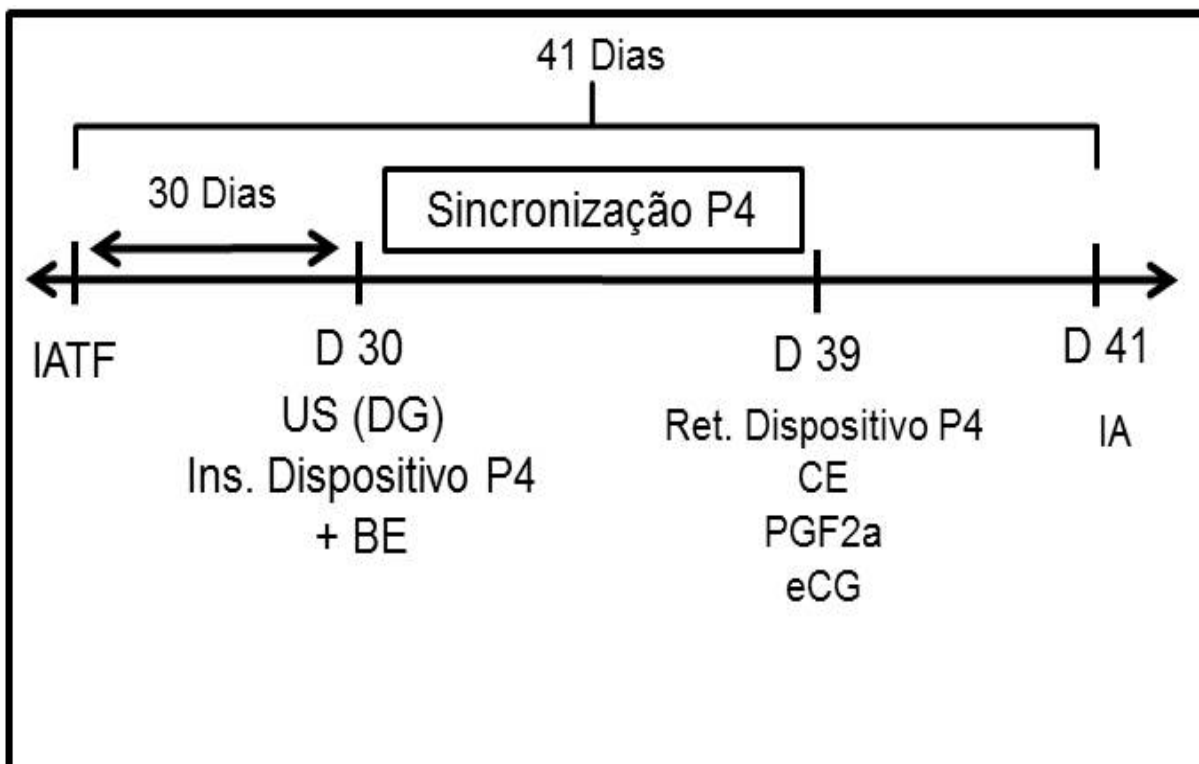 41 Dias
30 Dias
Sincronização P4
IATF
D 30
US (DG)
Ins. Dispositivo P4
+ BE
D 39
Ret. Dispositivo P4
CE
PGF2a
eCG
D 41
IA